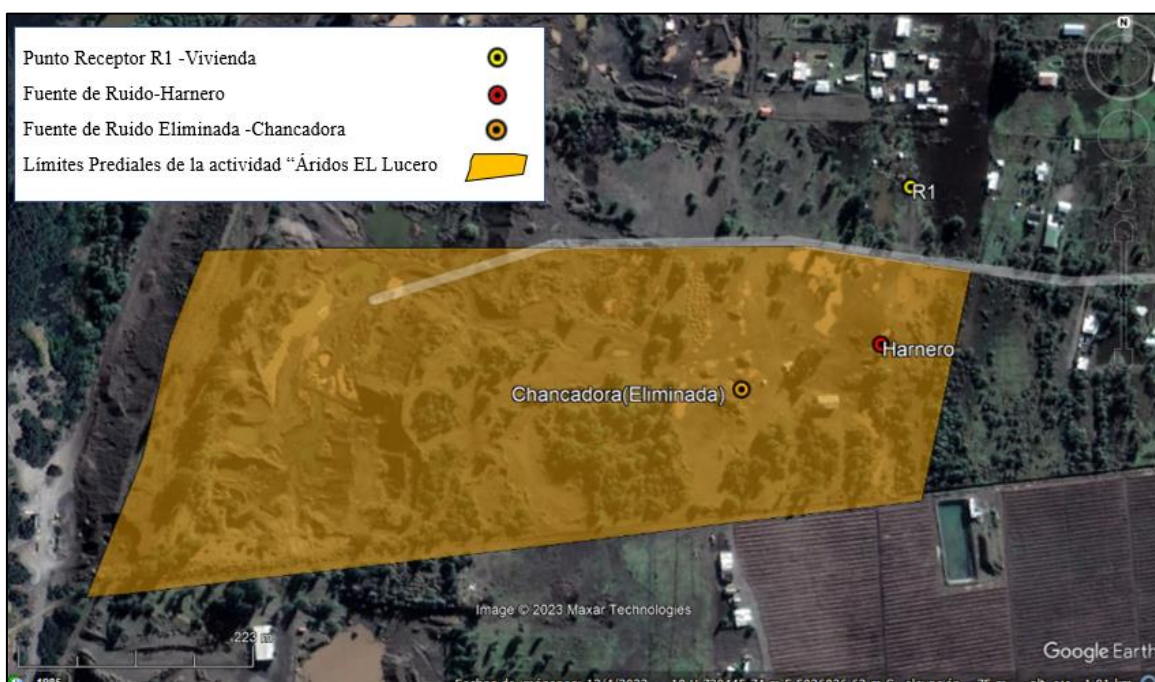 Punto Receptor R1 -Vivienda
Fuente de Ruido-Harnero
Fuente de Ruido Eliminada -Chancadora
Límites Prediales de la actividad “Áridos EL Lucero
N
R1
Harnero
Chancadora(Eliminada)
Image © 2023 Maxar Technologies
223 m
Google Earth
1985